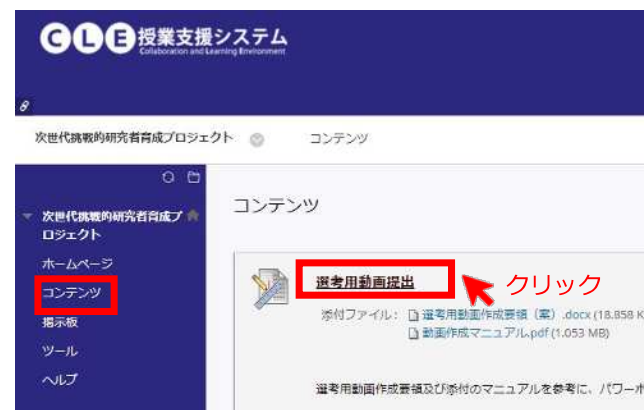 CLE 授業支援システム
Collaboration and Learning Environment
次世代挑戦的研究者育成プロジェクト コンテンツ
次世代挑戦的研究者育成プ
ロジェクト
ホームページ
コンテンツ
掲示板
ツール
ヘルプ
コンテンツ
選考用動画提出
クリック
添付ファイル: 選考用動画作成要領（案）.docx (18.858 K
動画作成マニュアル.pdf (1.053 MB)
選考用動画作成要領及び添付のマニュアルを参考に、パワーポ